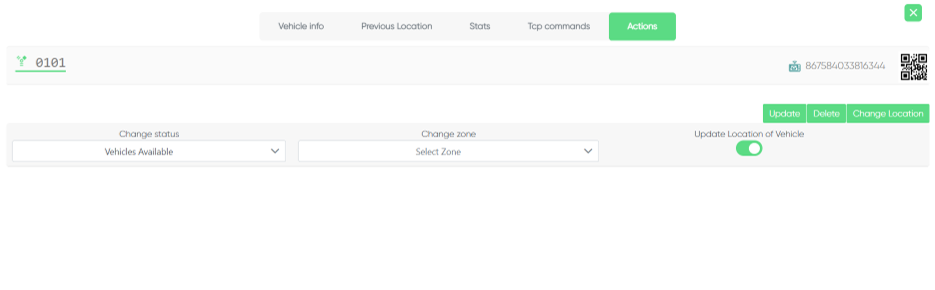 Vehicle info Previous Location Stats Tcp commands Actions
0101 867584033816344
Update Delete Change Location
Change status Change zone Update Location of Vehicle
Vehicles Available Select Zone